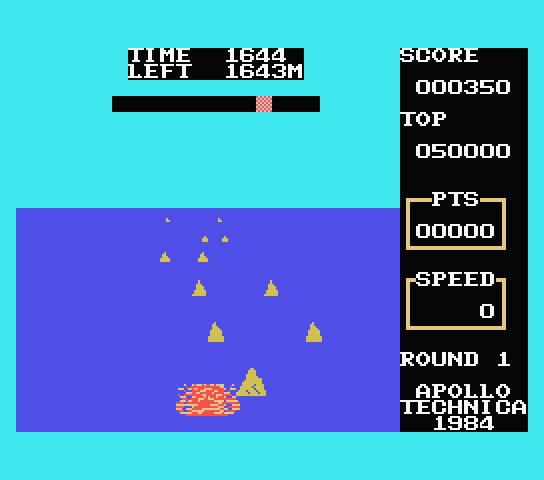 TIME 1644
LEFT 1643M
SCORE
000350
TOP
050000
PTS
00000
SPEED
0
ROUND 1
APOLLO
TECHNICA
1984